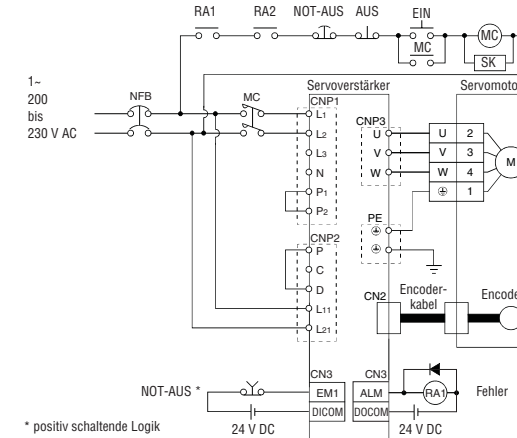 RA1 RA2 NOT-AUS AUS EIN
MC
MC
SK
1~
200
bis
230 V AC
NFB
MC
Servoverstärker
Servomoto
CNP1
L1
L2
L3
N
P1
P2
CNP3
U
V
W
U 2
V 3
W 4
1
M
PE
CNP2
P
C
D
L11
L21
CN2
Encoder-
kabel
Encode
CN3
EM1
DICOM
CN3
ALM
DOCOM
NOT-AUS *
24 V DC
RA1
Fehler
24 V DC
* positiv schaltende Logik